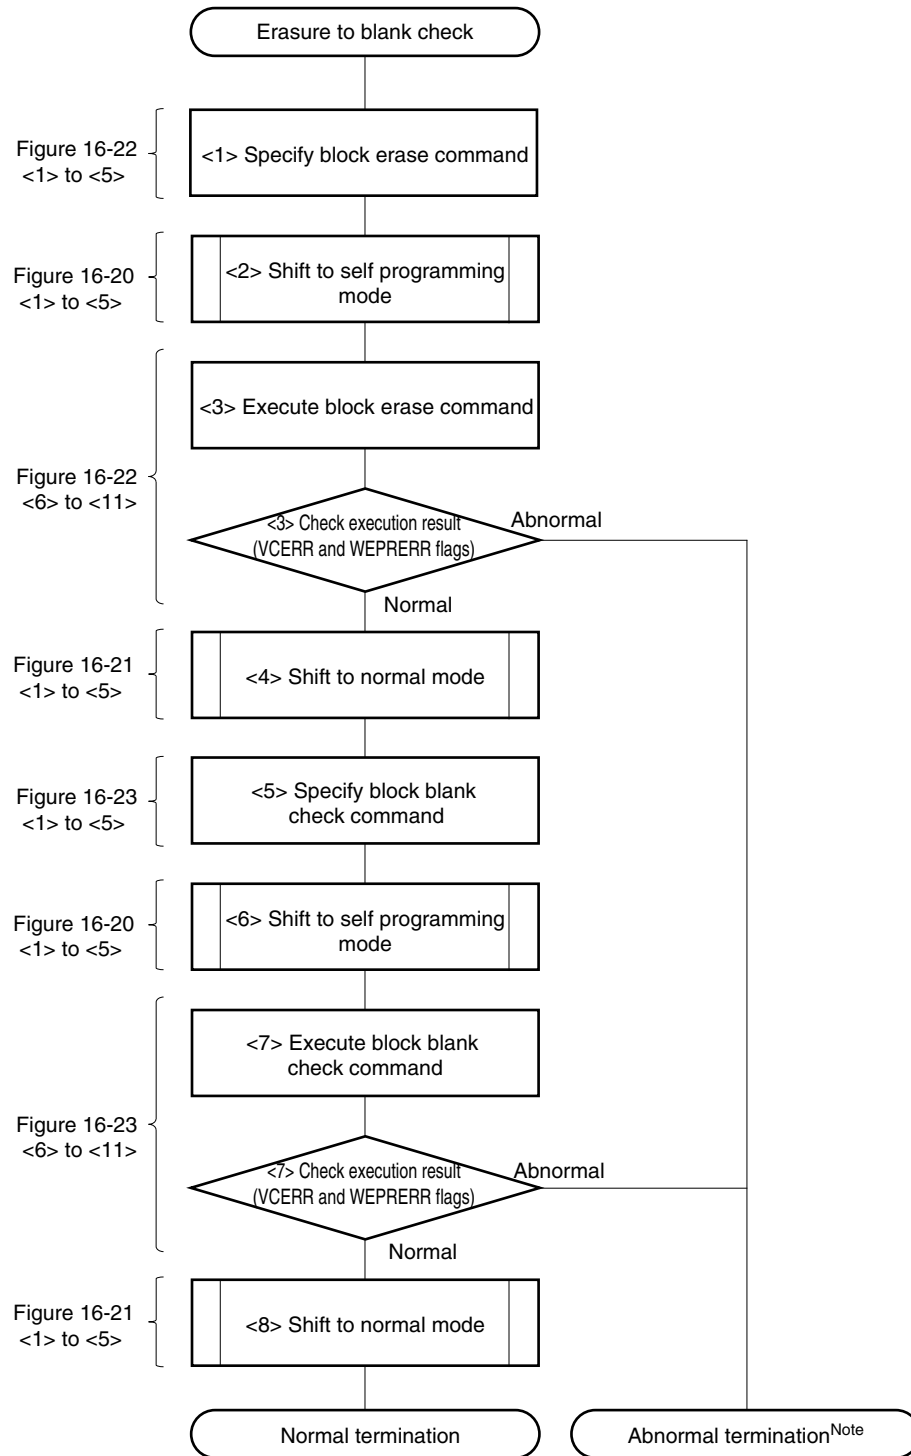 Erasure to blank check
Figure 16-22
<1> to <5>
<1> Specify block erase command
Figure 16-20
<1> to <5>
<2> Shift to self programming
mode
<3> Execute block erase command
Figure 16-22
<6> to <11>
<3> Check execution result
(VCERR and WEPRERR flags)
Abnormal
Normal
Figure 16-21
<1> to <5>
<4> Shift to normal mode
Figure 16-23
<1> to <5>
<5> Specify block blank
check command
Figure 16-20
<1> to <5>
<6> Shift to self programming
mode
<7> Execute block blank
check command
Figure 16-23
<6> to <11>
<7> Check execution result
(VCERR and WEPRERR flags)
Abnormal
Normal
Figure 16-21
<1> to <5>
<8> Shift to normal mode
Normal termination
Abnormal termination Note